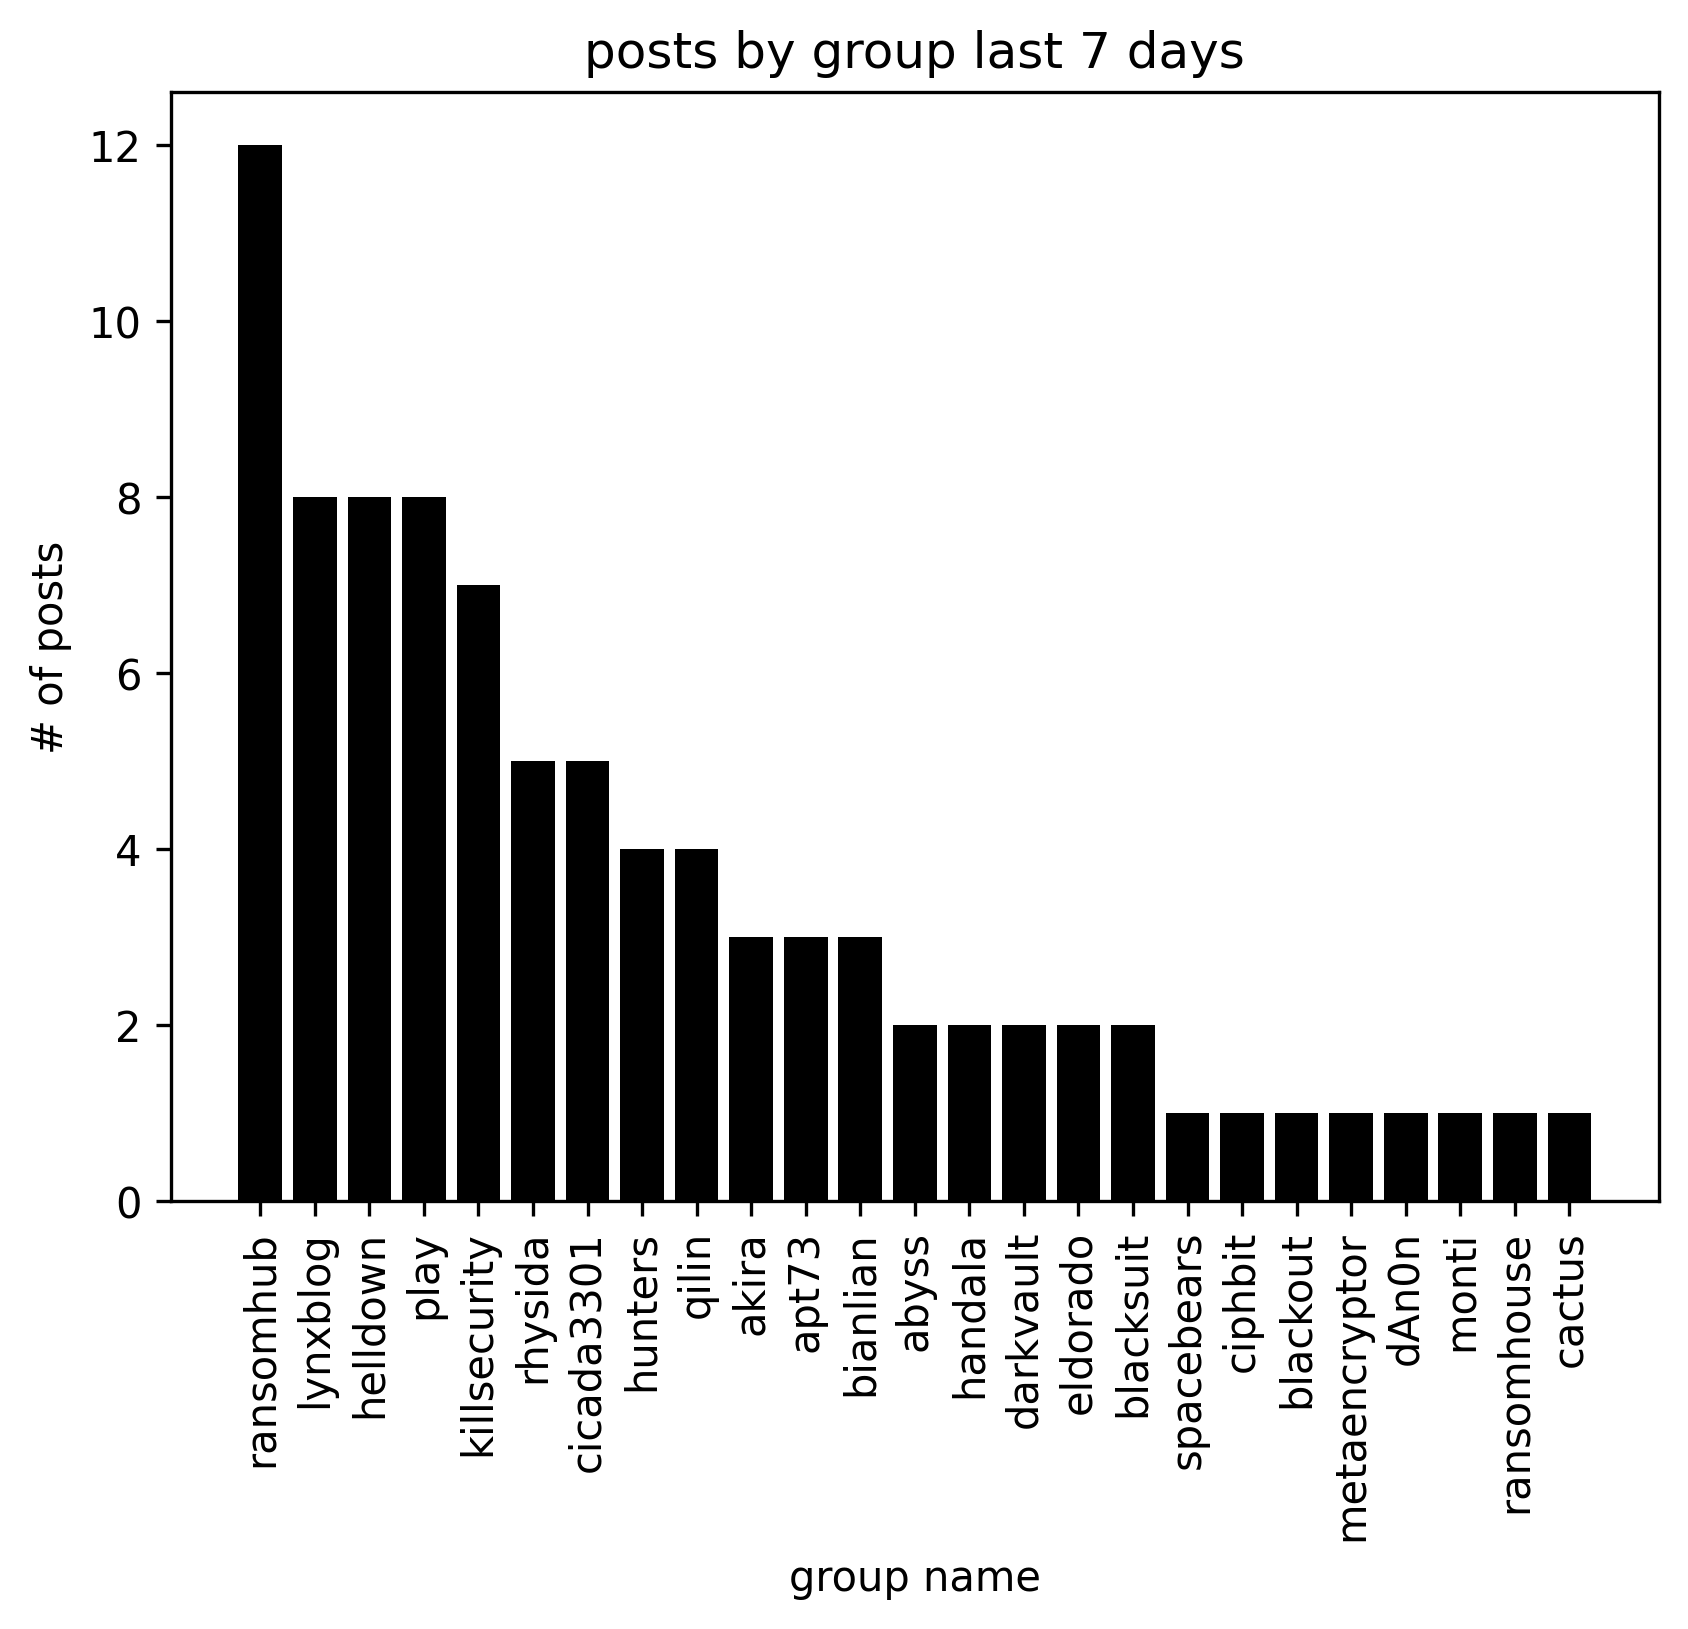 posts by group last 7 days
12
10
8
6
4
2
0
# of posts
ransomhub
lynxblog
helldown
play
killsecurity
rhysida
cicada3301
hunters
qilin
akira
apt73
bianlian
abyss
handala
darkvault
eldorado
blacksuit
spacebears
ciphbit
blackout
metaencryptor
dAn0n
monti
ransomhouse
cactus
group name